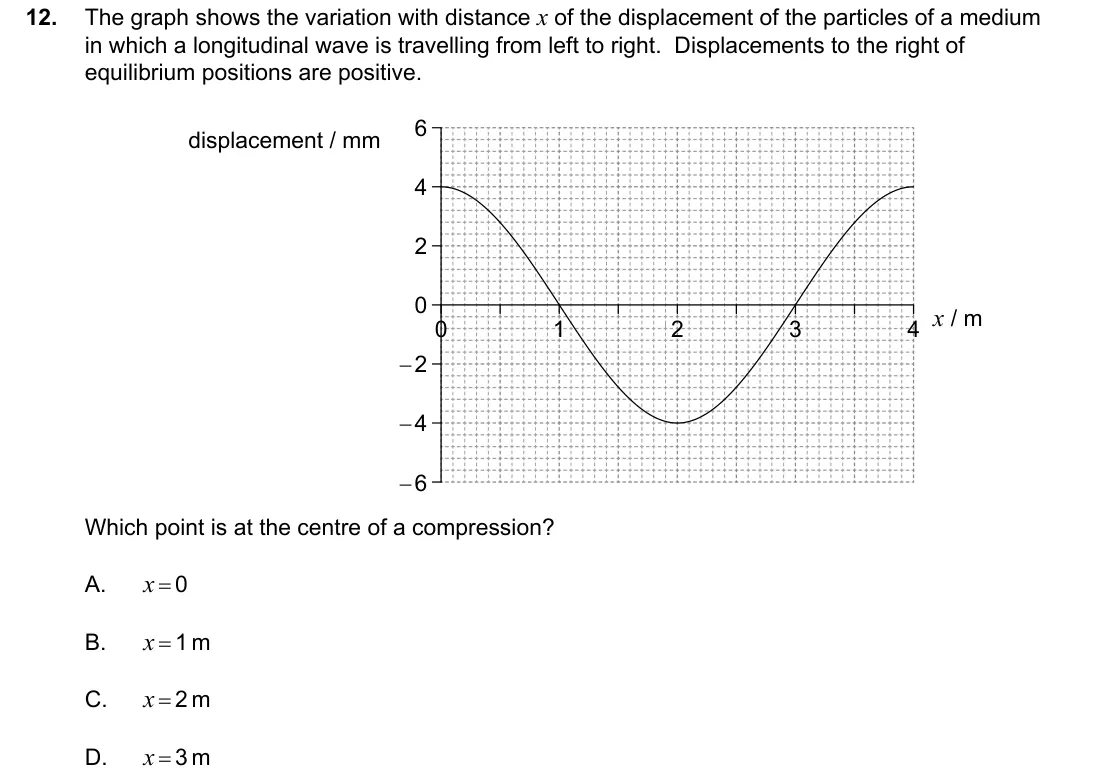 12. The graph shows the variation with distance x of the displacement of the particles of a medium
in which a longitudinal wave is travelling from left to right. Displacements to the right of
equilibrium positions are positive.
displacement / mm
6
4
2
0
−2
−4
−6
0 1 2 3 4
x / m
Which point is at the centre of a compression?
A. x = 0
B. x = 1 m
C. x = 2 m
D. x = 3 m